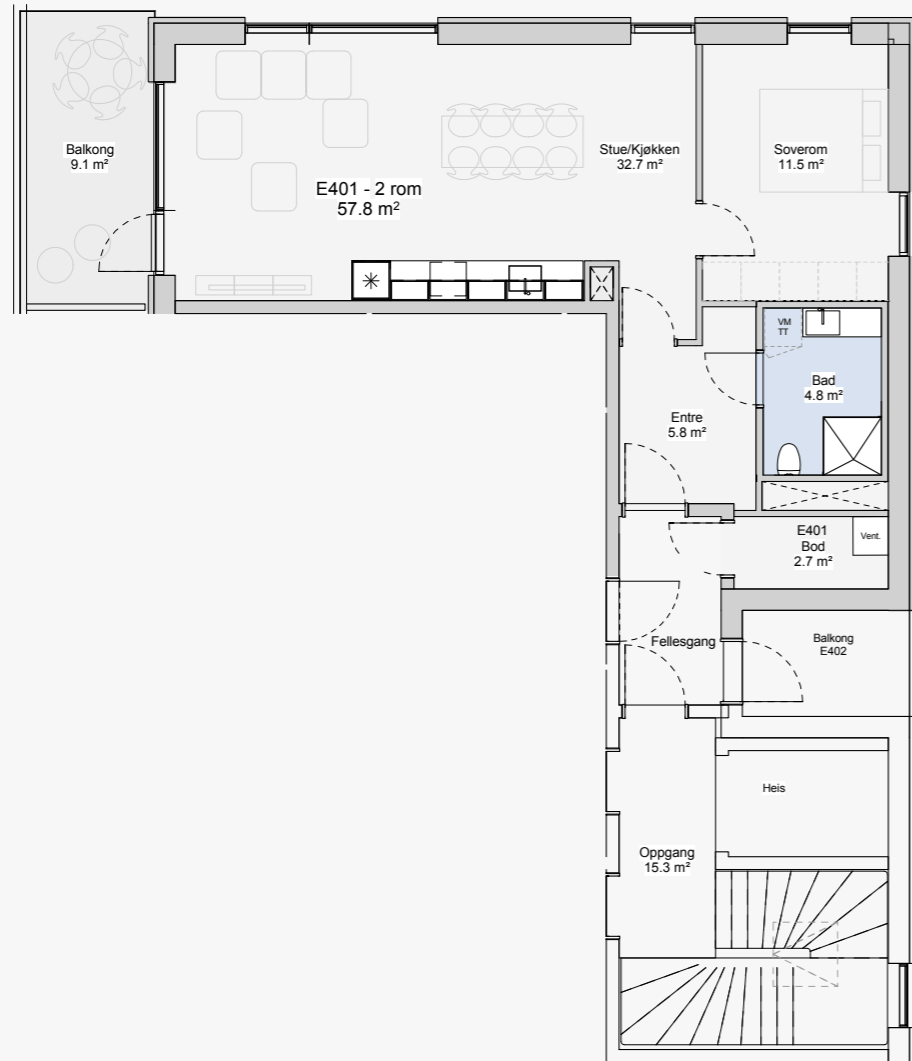 Balkong
9.1 m²
E401 - 2 rom
57.8 m²
Stue/Kjøkken
32.7 m²
Soverom
11.5 m²
VM
TT
Bad
4.8 m²
Entre
5.8 m²
E401
Bod
2.7 m²
Vent.
Fellesgang
Balkong
E402
Heis
Oppgang
15.3 m²